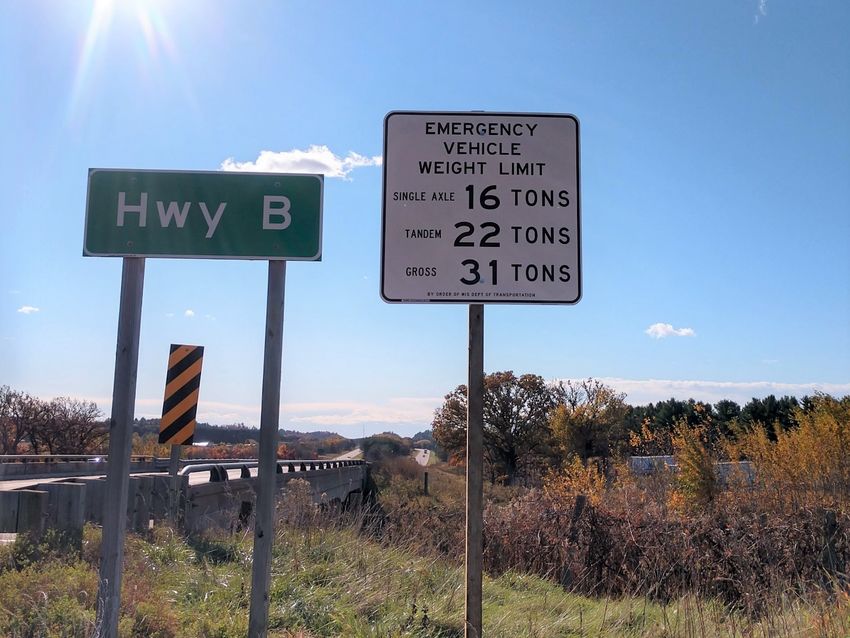 Hwy B
EMERGENCY
VEHICLE
WEIGHT LIMIT
SINGLE AXLE 16 TONS
TANDEM 22 TONS
GROSS 31 TONS
BY ORDER OF WIS DEPT OF TRANSPORTATION